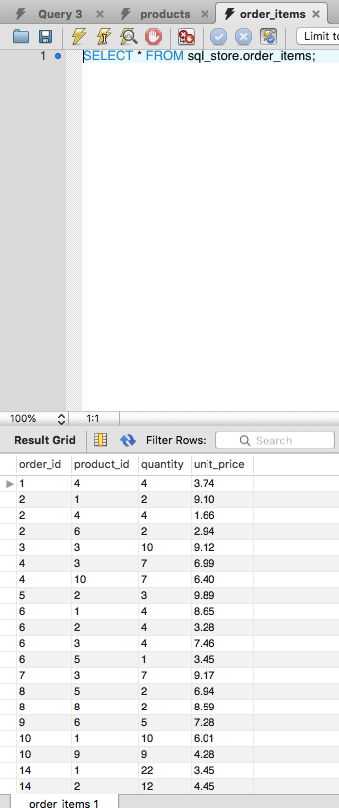 Query 3 products order_items
Limit to
1 SELECT * FROM sql_store.order_items;
100% 1:1
Result Grid Filter Rows: Search
order_id product_id quantity unit_price
1 4 4 3.74
2 1 2 9.10
2 4 4 1.66
2 6 2 2.94
3 3 10 9.12
4 3 7 6.99
4 10 7 6.40
5 2 3 9.89
6 1 4 8.65
6 2 4 3.28
6 3 4 7.46
6 5 1 3.45
7 3 7 9.17
8 5 2 6.94
8 8 2 8.59
9 6 5 7.28
10 1 10 6.01
10 9 9 4.28
14 1 22 3.45
14 2 12 4.45
order_items 1